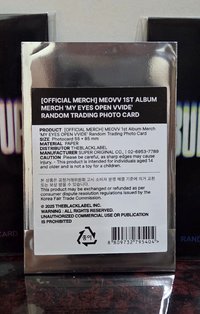 [OFFICIAL MERCH] MEOVV 1ST ALBUM
MERCH 'MY EYES OPEN VVIDE'
RANDOM TRADING PHOTO CARD
PRODUCT [OFFICIAL MERCH] MEOVV 1st Album Merch
'MY EYES OPEN VVIDE' Random Trading Photo Card
SIZE Photocard 55 × 85 mm
MATERIAL PAPER
DISTRIBUTOR THEBLACKLABEL
MANUFACTURER SUPER ORIGINAL CO., | 02-6953-7789
CAUTION Please be careful, as sharp edges may cause
injury. • This product is intended for individuals aged 14
and older and is not suitable for children.
This product may be exchanged or refunded as per
consumer dispute resolution regulations issued by the
Korea Fair Trade Commission.
© 2025 THEBLACKLABEL INC.
WARNING : ALL RIGHTS RESERVED
UNAUTHORIZED COMMERCIAL USE OR PUBLICATION
IS PROHIBITED
8 809732 795404